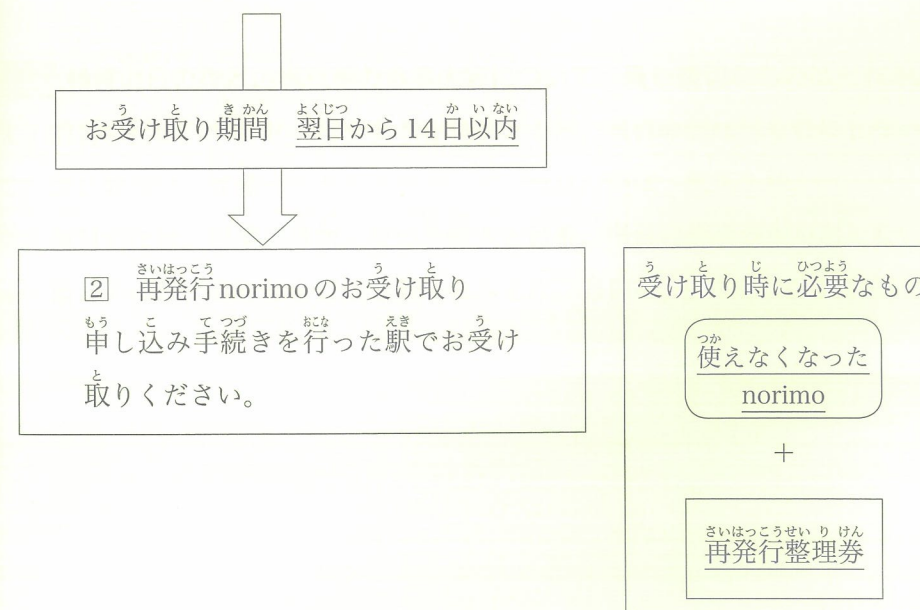 お受け取り期間　翌日から14日以内
2　再発行norimoのお受け取り
申し込み手続きを行った駅でお受け
取りください。
受け取り時に必要なもの
使えなくなった
norimo
+
再発行整理券